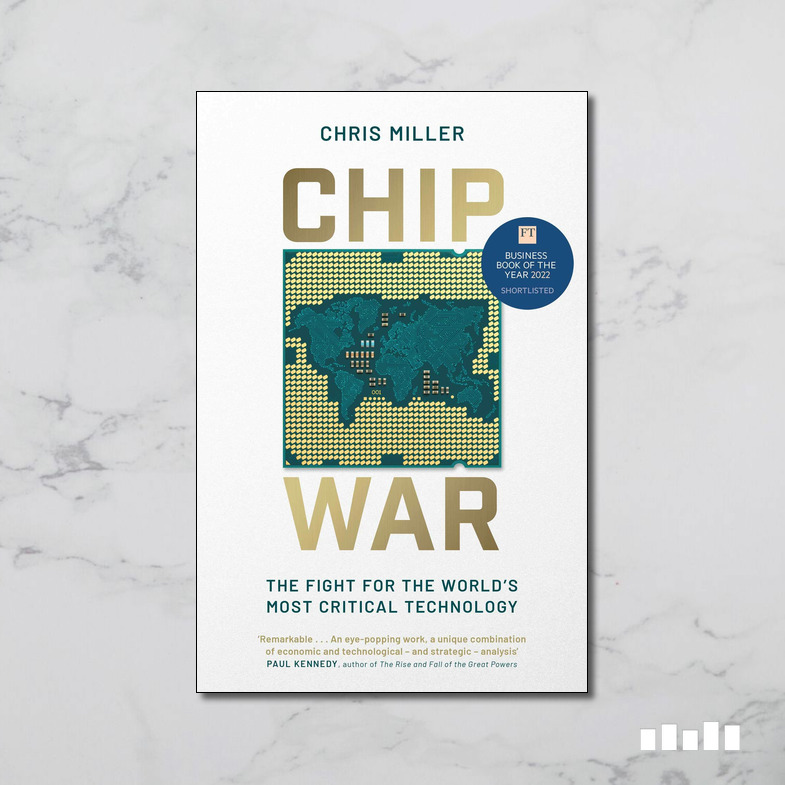 CHRIS MILLER
CHIP
FT
BUSINESS
BOOK OF THE
YEAR 2022
SHORTLISTED
001
WAR
THE FIGHT FOR THE WORLD'S
MOST CRITICAL TECHNOLOGY
'Remarkable . . . An eye-popping work, a unique combination
of economic and technological – and strategic – analysis'
PAUL KENNEDY, author of The Rise and Fall of the Great Powers